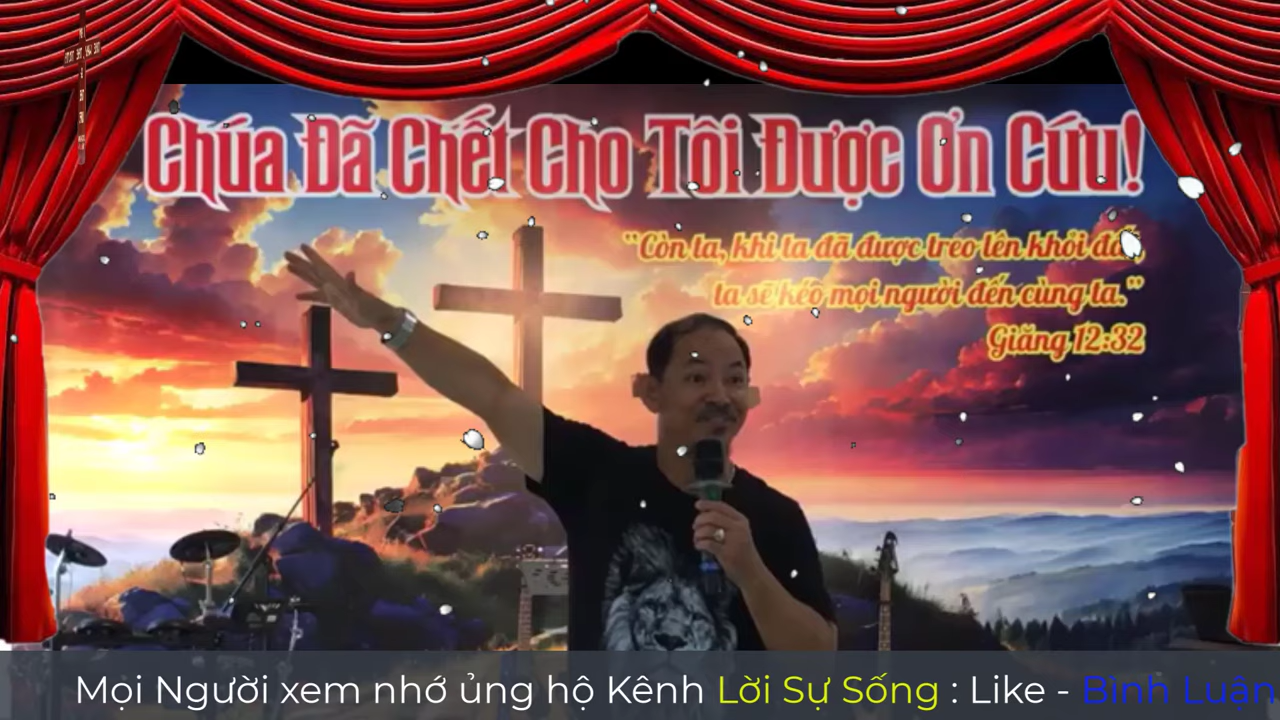 Chúa Đã Chết Cho Tôi Được Ơn Cứu!
"Còn ta, khi ta đã được treo lên khỏi đất,
ta sẽ kéo mọi người đến cùng ta."
Giăng 12:32
Mọi Người xem nhớ ủng hộ Kênh Lời Sự Sống : Like - Bình Luận